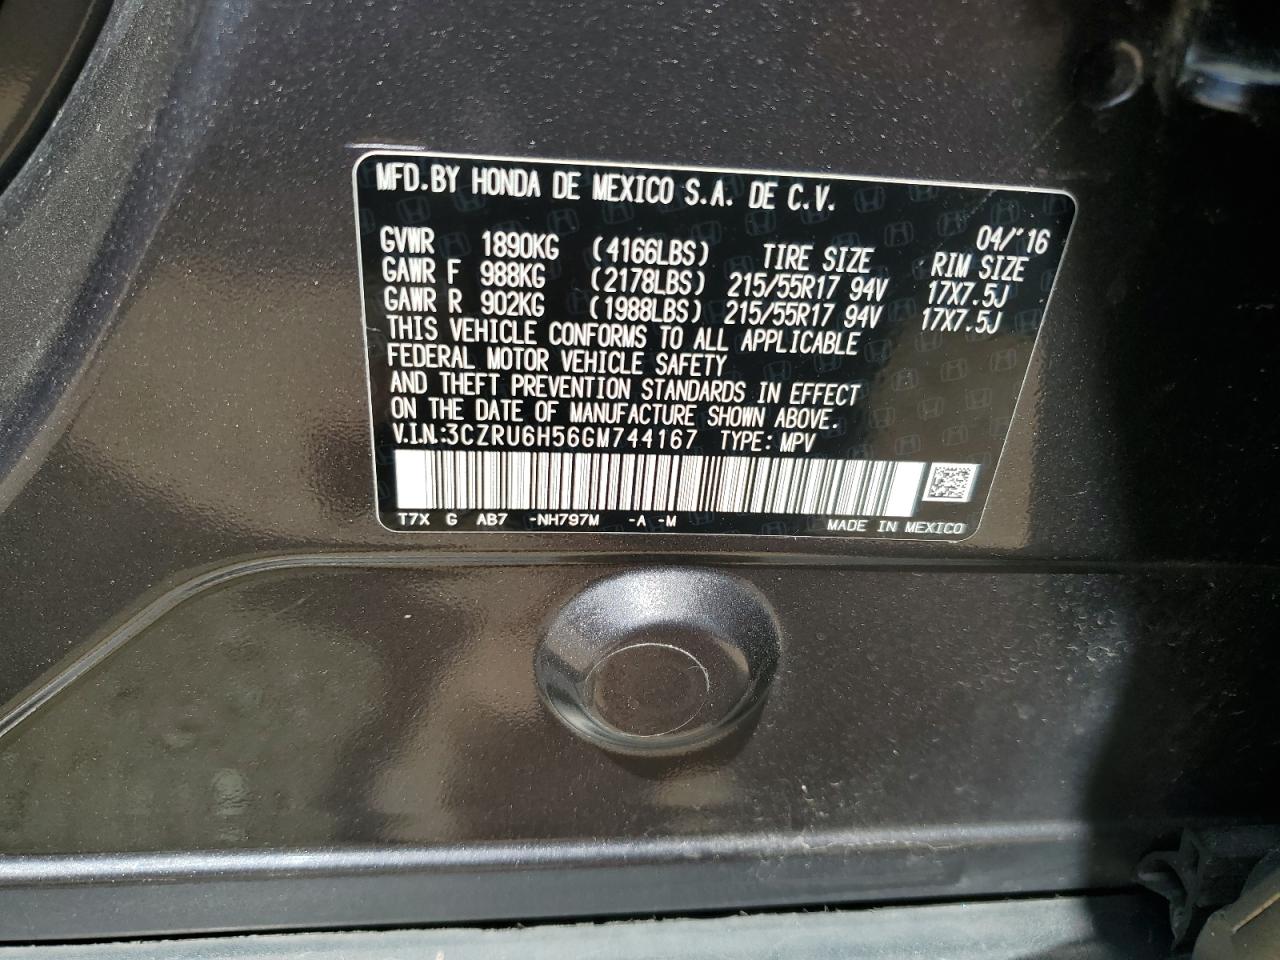 MFD.BY HONDA DE MEXICO S.A. DE C.V.
04/'16
GVWR 1890KG (4166LBS) TIRE SIZE RIM SIZE
GAWR F 988KG (2178LBS) 215/55R17 94V 17X7.5J
GAWR R 902KG (1988LBS) 215/55R17 94V 17X7.5J
THIS VEHICLE CONFORMS TO ALL APPLICABLE
FEDERAL MOTOR VEHICLE SAFETY
AND THEFT PREVENTION STANDARDS IN EFFECT
ON THE DATE OF MANUFACTURE SHOWN ABOVE.
V.I.N:3CZRU6H56GM744167 TYPE: MPV
T7X G AB7 -NH797M -A -M MADE IN MEXICO